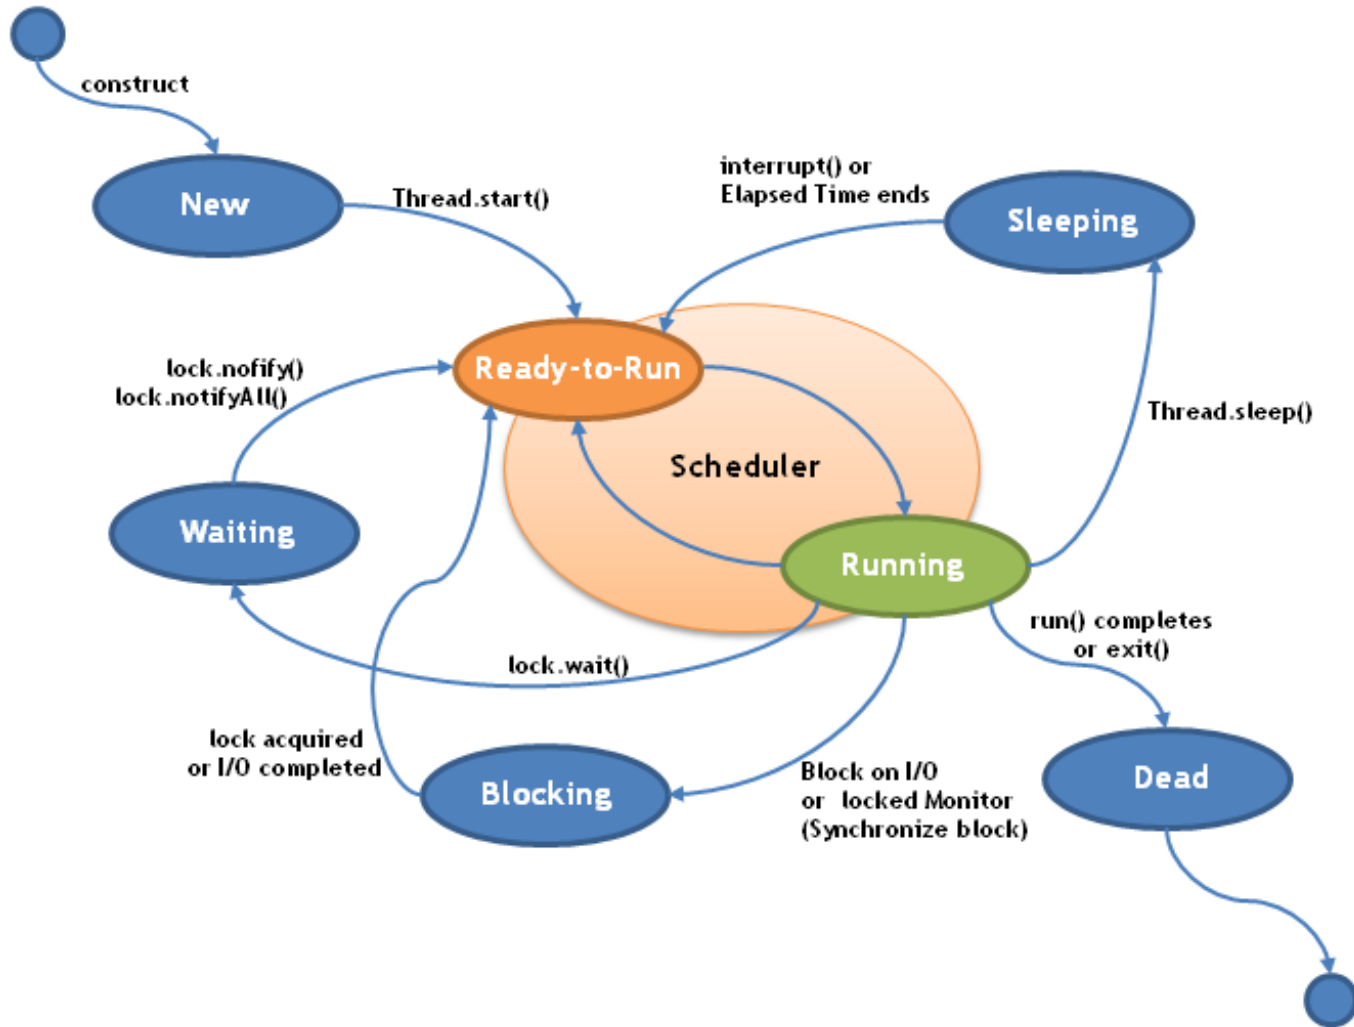 construct
New
Thread.start()
interrupt() or
Elapsed Time ends
Sleeping
Ready-to-Run
lock.nofify()
lock.notifyAll()
Thread.sleep()
Scheduler
Waiting
Running
run() completes
or exit()
lock.wait()
lock acquired
or I/O completed
Blocking
Block on I/O
or locked Monitor
(Synchronize block)
Dead